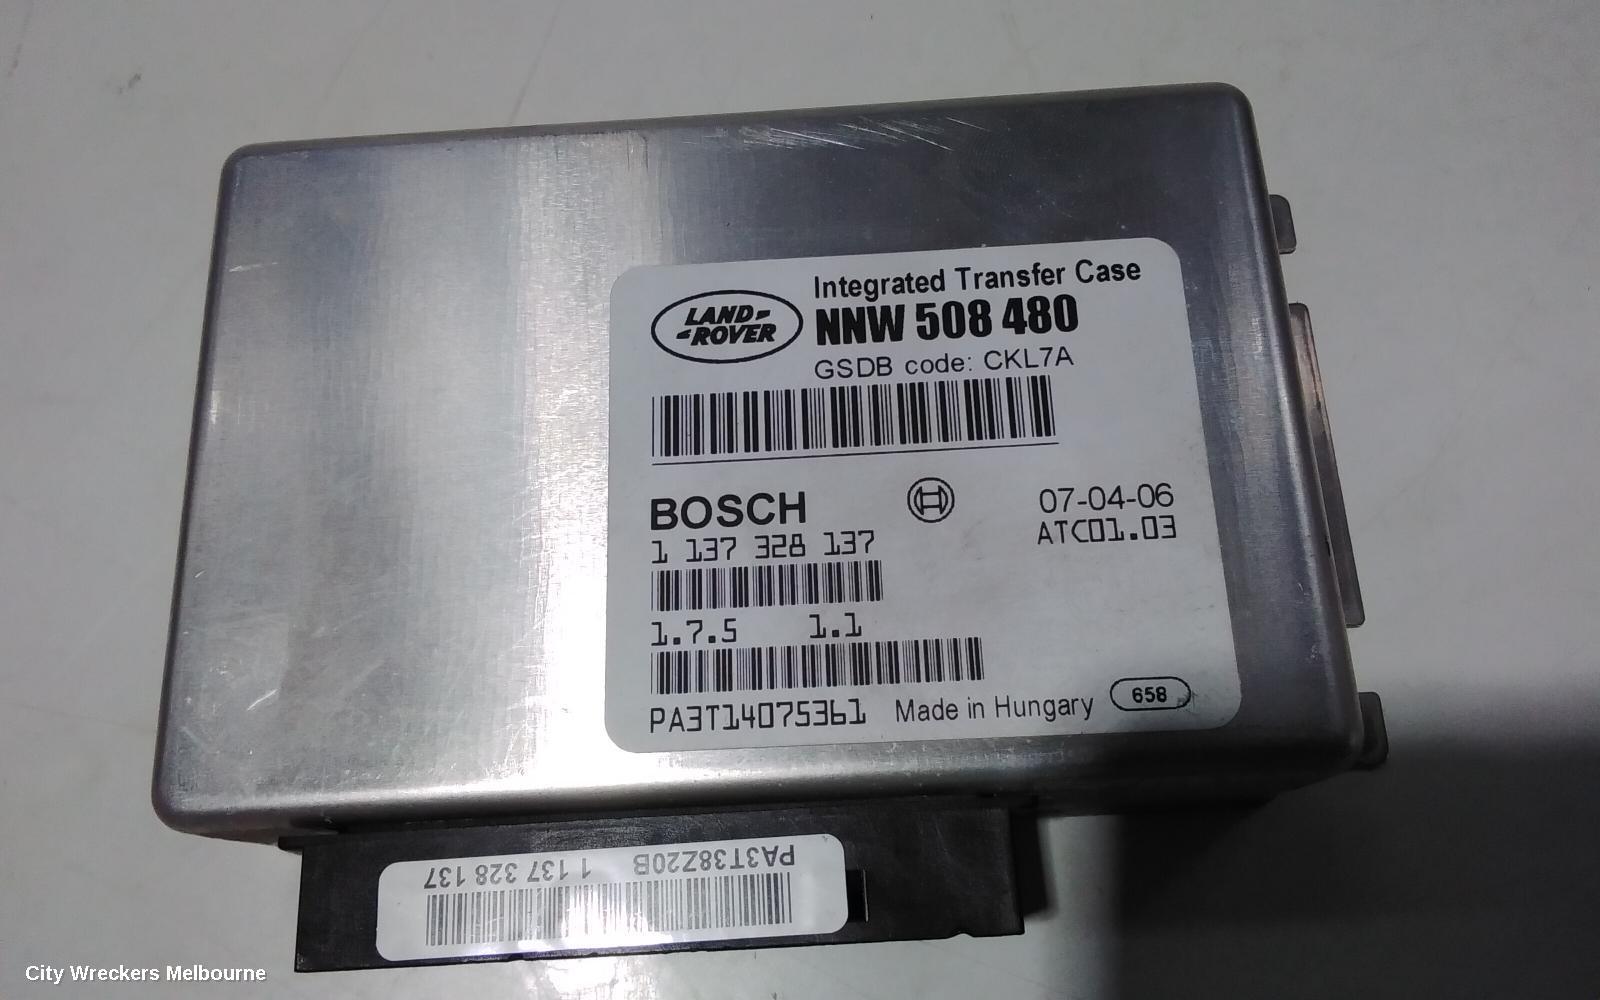 LAND-
-ROVER
Integrated Transfer Case
NNW 508 480
GSDB code: CKL7A
BOSCH
07-04-06
1 137 328 137
ATC01.03
1.7.5 1.1
PA3T14075361
Made in Hungary
658
PA3T38Z20B 1 137 328 137
City Wreckers Melbourne